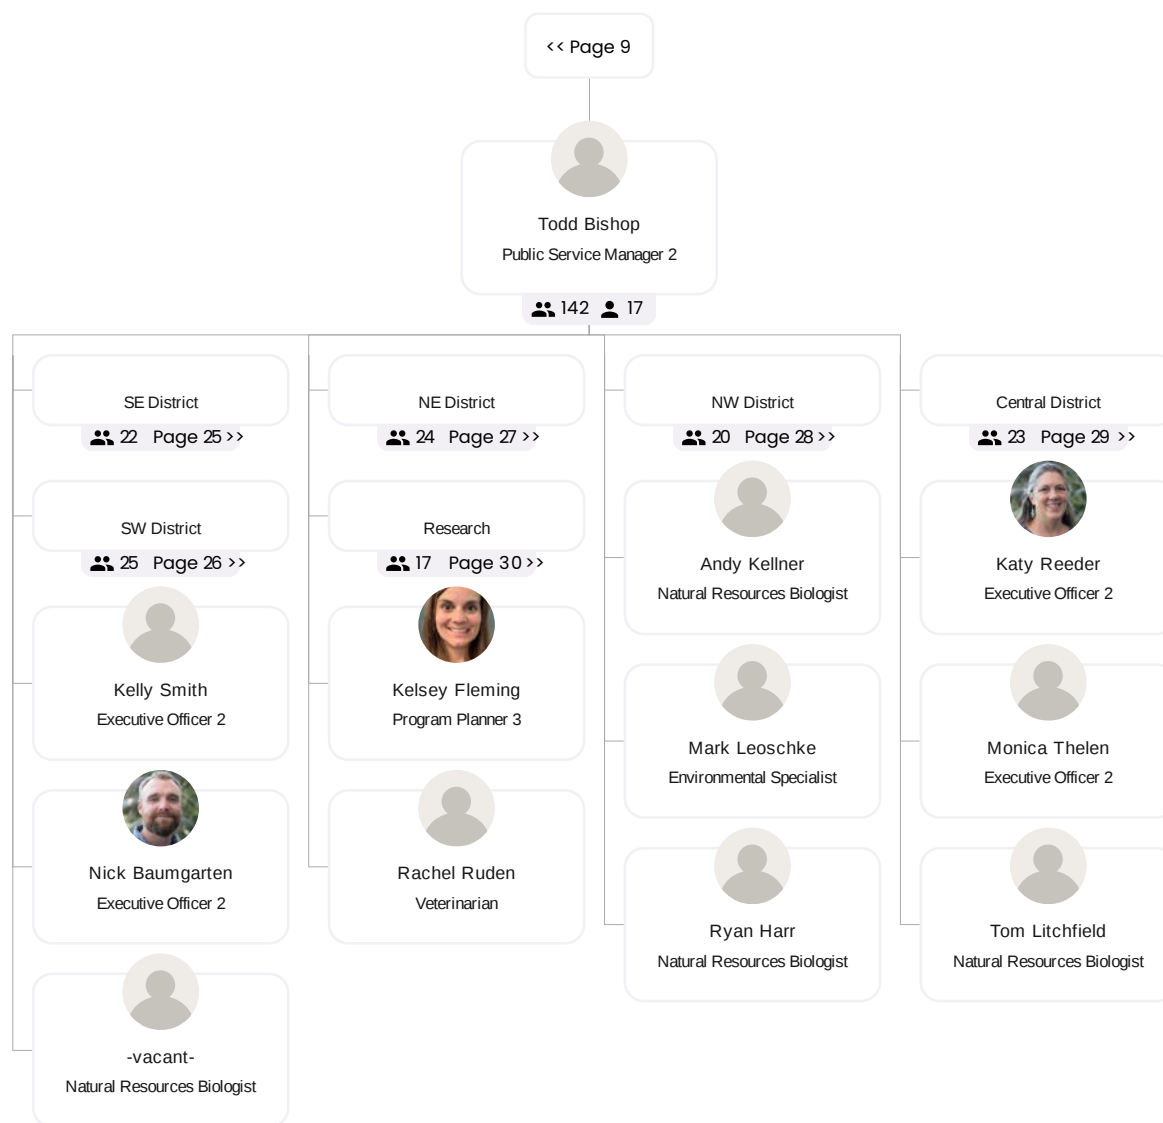 << Page 9
Todd Bishop
Public Service Manager 2
142 17
SE District
22 Page 25 >>
NE District
24 Page 27 >>
NW District
20 Page 28 >>
Central District
23 Page 29 >>
SW District
25 Page 26 >>
Research
17 Page 30 >>
Andy Kellner
Natural Resources Biologist
Katy Reeder
Executive Officer 2
Kelly Smith
Executive Officer 2
Kelsey Fleming
Program Planner 3
Mark Leoschke
Environmental Specialist
Monica Thelen
Executive Officer 2
Nick Baumgarten
Executive Officer 2
Rachel Ruden
Veterinarian
Ryan Harr
Natural Resources Biologist
Tom Litchfield
Natural Resources Biologist
-vacant-
Natural Resources Biologist